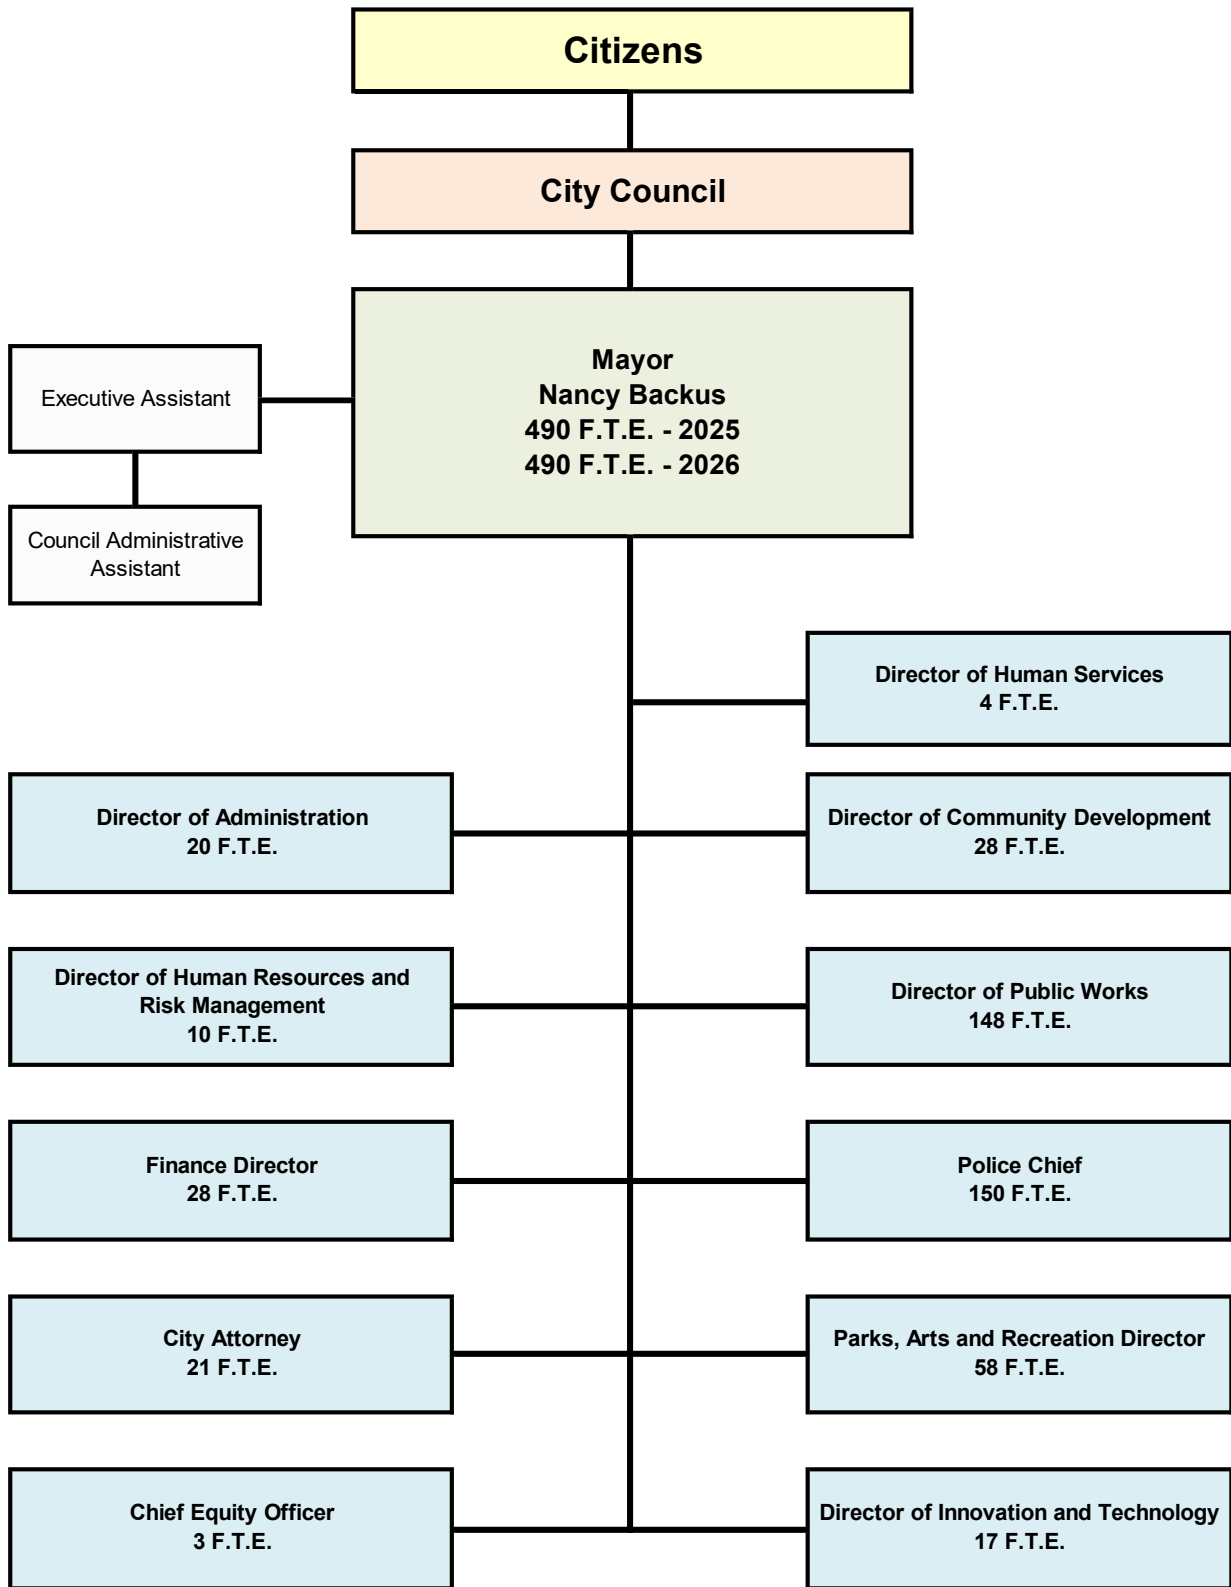 Citizens
City Council
Mayor
Nancy Backus
490 F.T.E. - 2025
490 F.T.E. - 2026
Executive Assistant
Council Administrative
Assistant
Director of Human Services
4 F.T.E.
Director of Administration
20 F.T.E.
Director of Community Development
28 F.T.E.
Director of Human Resources and
Risk Management
10 F.T.E.
Director of Public Works
148 F.T.E.
Finance Director
28 F.T.E.
Police Chief
150 F.T.E.
City Attorney
21 F.T.E.
Parks, Arts and Recreation Director
58 F.T.E.
Chief Equity Officer
3 F.T.E.
Director of Innovation and Technology
17 F.T.E.